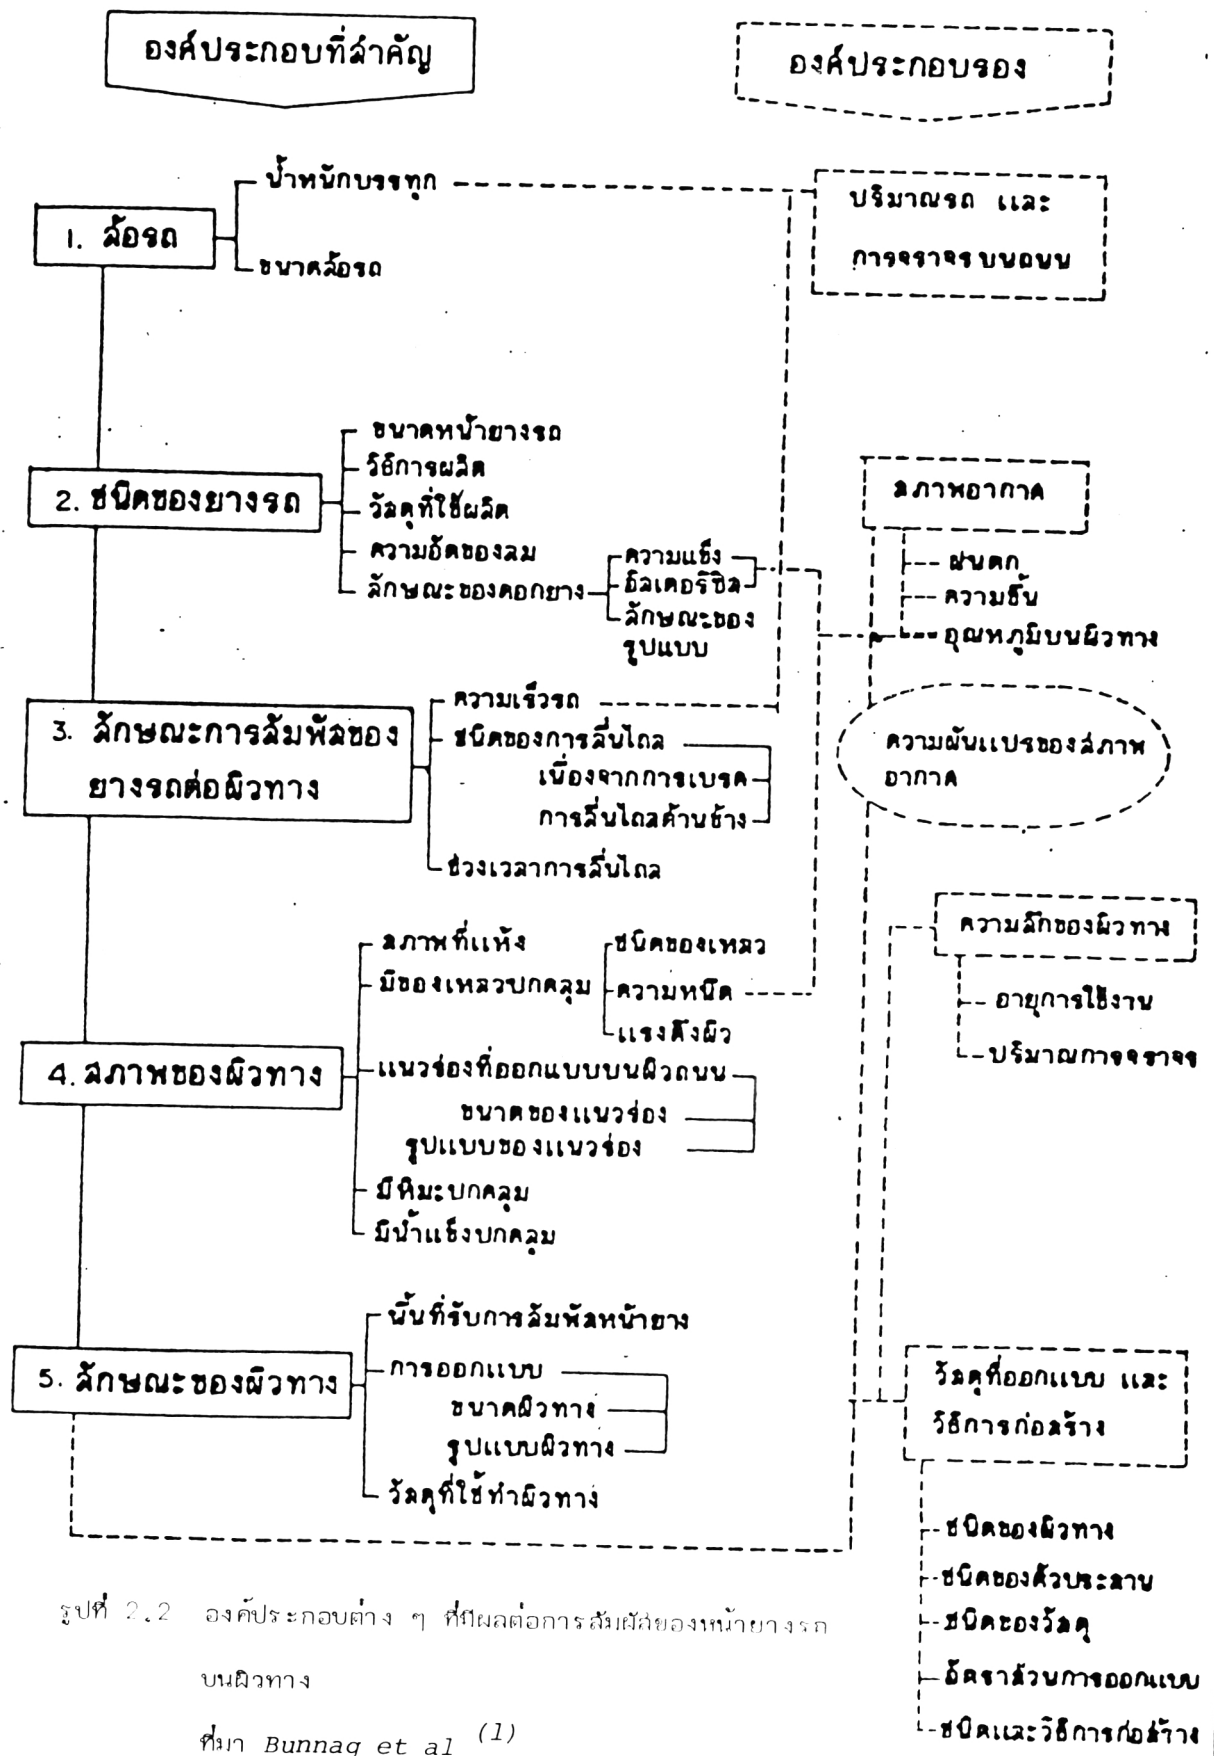 องค์ประกอบที่สำคัญ
องค์ประกอบรอง
1. ล้อรถ
น้ำหนักบรรทุก
ขนาดล้อรถ
ปริมาณรถ และ
การจราจรบนถนน
2. ชนิดของยางรถ
ขนาดหน้ายางรถ
วิธีการผลิต
วัสดุที่ใช้ผลิต
ความอัดของลม
ลักษณะของดอกยาง
ความแข็ง
ฮิสเตอรีซิส
ลักษณะของ
รูปแบบ
สภาพอากาศ
ฝนตก
ความชื้น
อุณหภูมิบนผิวทาง
3. ลักษณะการสัมพัสของ
ยางรถต่อผิวทาง
ความเร็วรถ
ชนิดของการลื่นไถล
เนื่องจากการเบรค
การลื่นไถลด้านข้าง
ช่วงเวลาการลื่นไถล
ความผันแปรของสภาพ
อากาศ
4. สภาพของผิวทาง
สภาพที่แห้ง
มีของเหลวปกคลุม
ชนิดของเหลว
ความหนืด
แรงตึงผิว
แนวร่องที่ออกแบบบนผิวถนน
ขนาดของแนวร่อง
รูปแบบของแนวร่อง
มีหิมะปกคลุม
มีน้ำแข็งปกคลุม
ความสึกของผิวทาง
อายุการใช้งาน
ปริมาณการจราจร
5. ลักษณะของผิวทาง
พื้นที่รับการสัมพัสหน้ายาง
การออกแบบ
ขนาดผิวทาง
รูปแบบผิวทาง
วัสดุที่ใช้ทำผิวทาง
วัสดุที่ออกแบบ และ
วิธีการก่อสร้าง
ชนิดของผิวทาง
ชนิดของตัวประสาน
ชนิดของวัสดุ
อัตราส่วนการออกแบบ
ชนิดและวิธีการก่อสร้าง
รูปที่ 2.2 องค์ประกอบต่าง ๆ ที่มีผลต่อการสัมผัสของหน้ายางรถ
บนผิวทาง
ที่มา Bunnag et al (1)